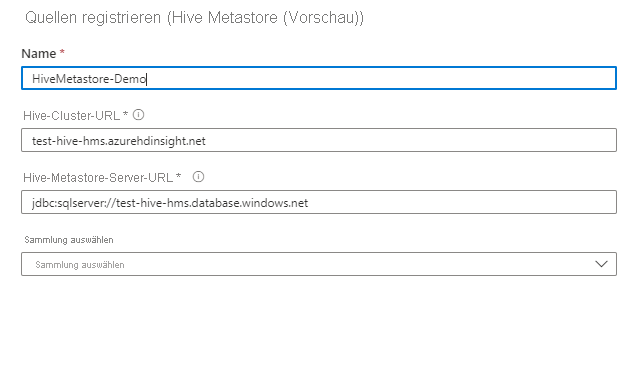 Quellen registrieren (Hive Metastore (Vorschau))
Name *
HiveMetastore-Demo
Hive-Cluster-URL *
test-hive-hms.azurehdinsight.net
Hive-Metastore-Server-URL *
jdbc:sqlserver://test-hive-hms.database.windows.net
Sammlung auswählen
Sammlung auswählen